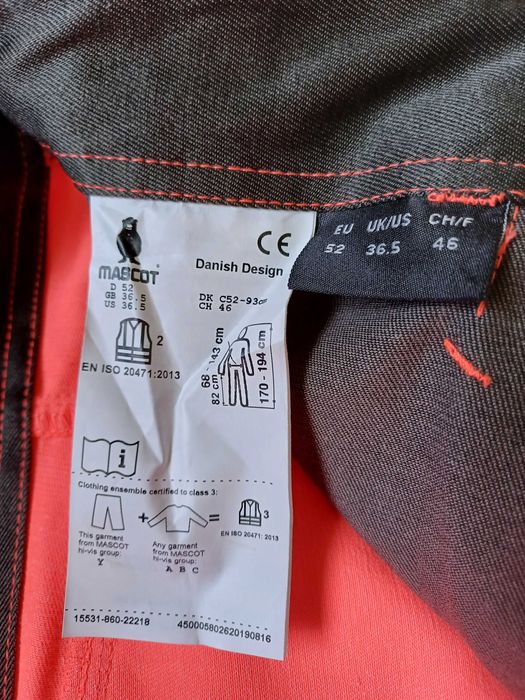 EU UK/US CH/F
52 36.5 46
CE
MASCOT
Danish Design
D 52
GB 36.5
US 36.5
DK C52-93cm
CH 46
2
EN ISO 20471:2013
82 cm
170 - 194 cm
i
Clothing ensemble certified to class 3:
+ =
3
EN ISO 20471: 2013
This garment
from MASCOT
hi-vis group:
Y
Any garment
from MASCOT
hi-vis group:
A B C
15531-860-22218
450005802620190816